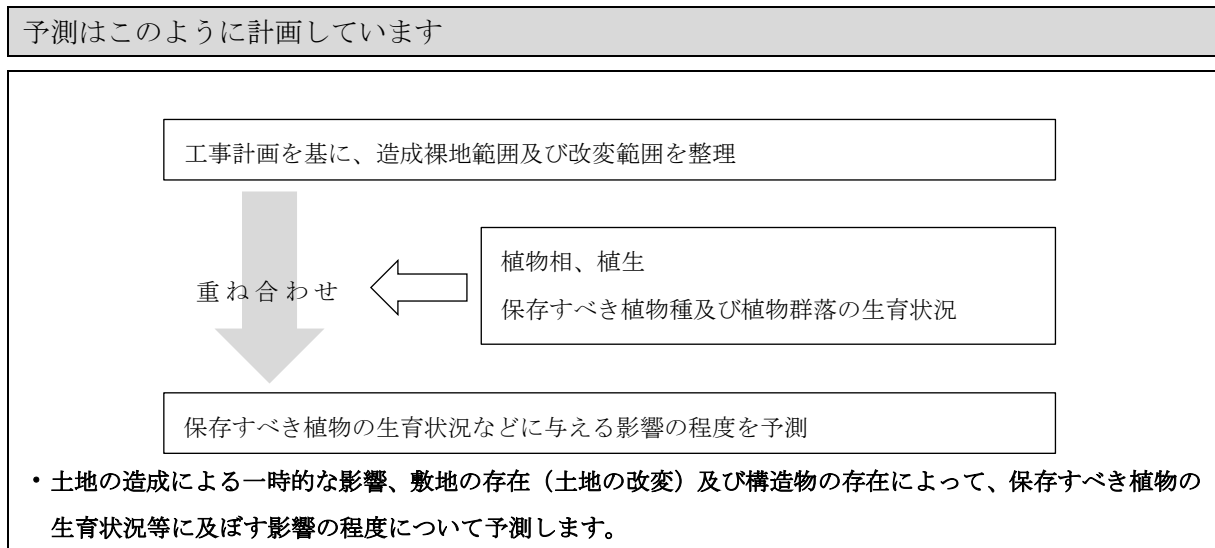 予測はこのように計画しています
工事計画を基に、造成裸地範囲及び改変範囲を整理
植物相、植生
重ね合わせ
保存すべき植物種及び植物群落の生育状況
保存すべき植物の生育状況などに与える影響の程度を予測
・土地の造成による一時的な影響、敷地の存在（土地の改変）及び構造物の存在によって、保存すべき植物の
生育状況等に及ぼす影響の程度について予測します。